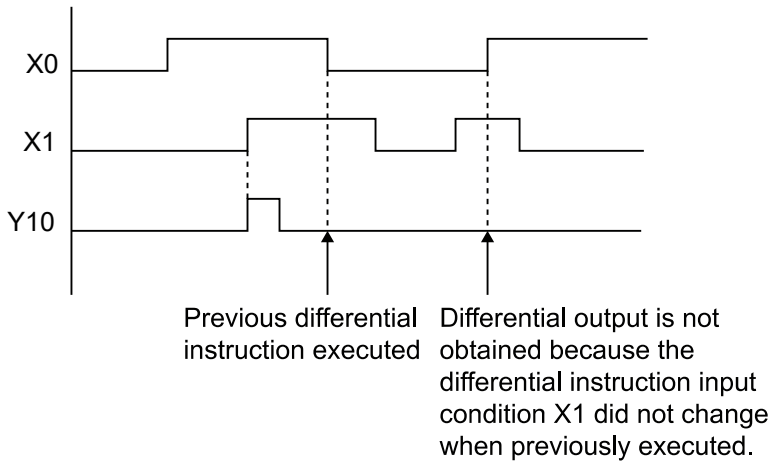 X0
X1
Y10
Previous differential
instruction executed
Differential output is not
obtained because the
differential instruction input
condition X1 did not change
when previously executed.